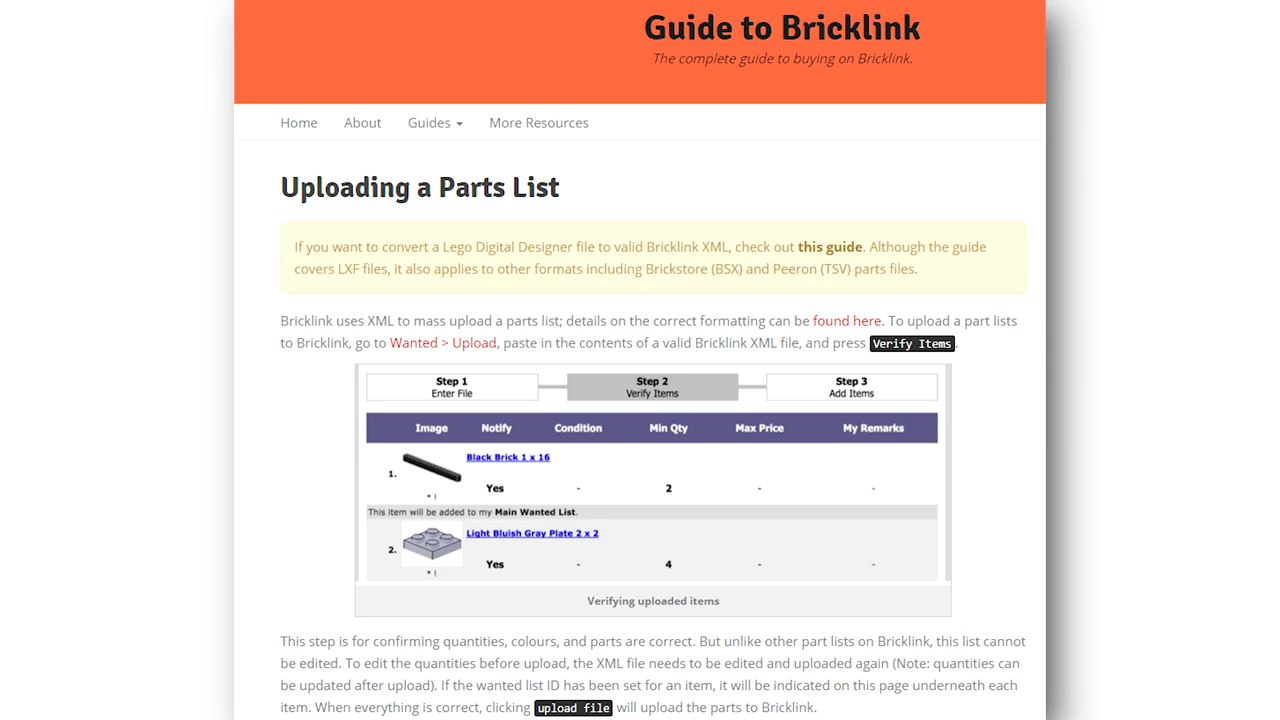 Guide to Bricklink
The complete guide to buying on Bricklink.
Home About Guides More Resources
Uploading a Parts List
If you want to convert a Lego Digital Designer file to valid Bricklink XML, check out this guide. Although the guide
covers LXF files, it also applies to other formats including Brickstore (BSX) and Peeron (TSV) parts files.
Bricklink uses XML to mass upload a parts list; details on the correct formatting can be found here. To upload a part lists
to Bricklink, go to Wanted > Upload, paste in the contents of a valid Bricklink XML file, and press Verify Items.
Step 1 Step 2 Step 3
Enter File Verify Items Add Items
Image Notify Condition Min Qty Max Price My Remarks
Black Brick 1 x 16
1.
Yes - 2 - -
* !
This item will be added to my Main Wanted List.
Light Bluish Gray Plate 2 x 2
2.
Yes - 4 - -
* !
Verifying uploaded items
This step is for confirming quantities, colours, and parts are correct. But unlike other part lists on Bricklink, this list cannot
be edited. To edit the quantities before upload, the XML file needs to be edited and uploaded again (Note: quantities can
be updated after upload). If the wanted list ID has been set for an item, it will be indicated on this page underneath each
item. When everything is correct, clicking upload file will upload the parts to Bricklink.